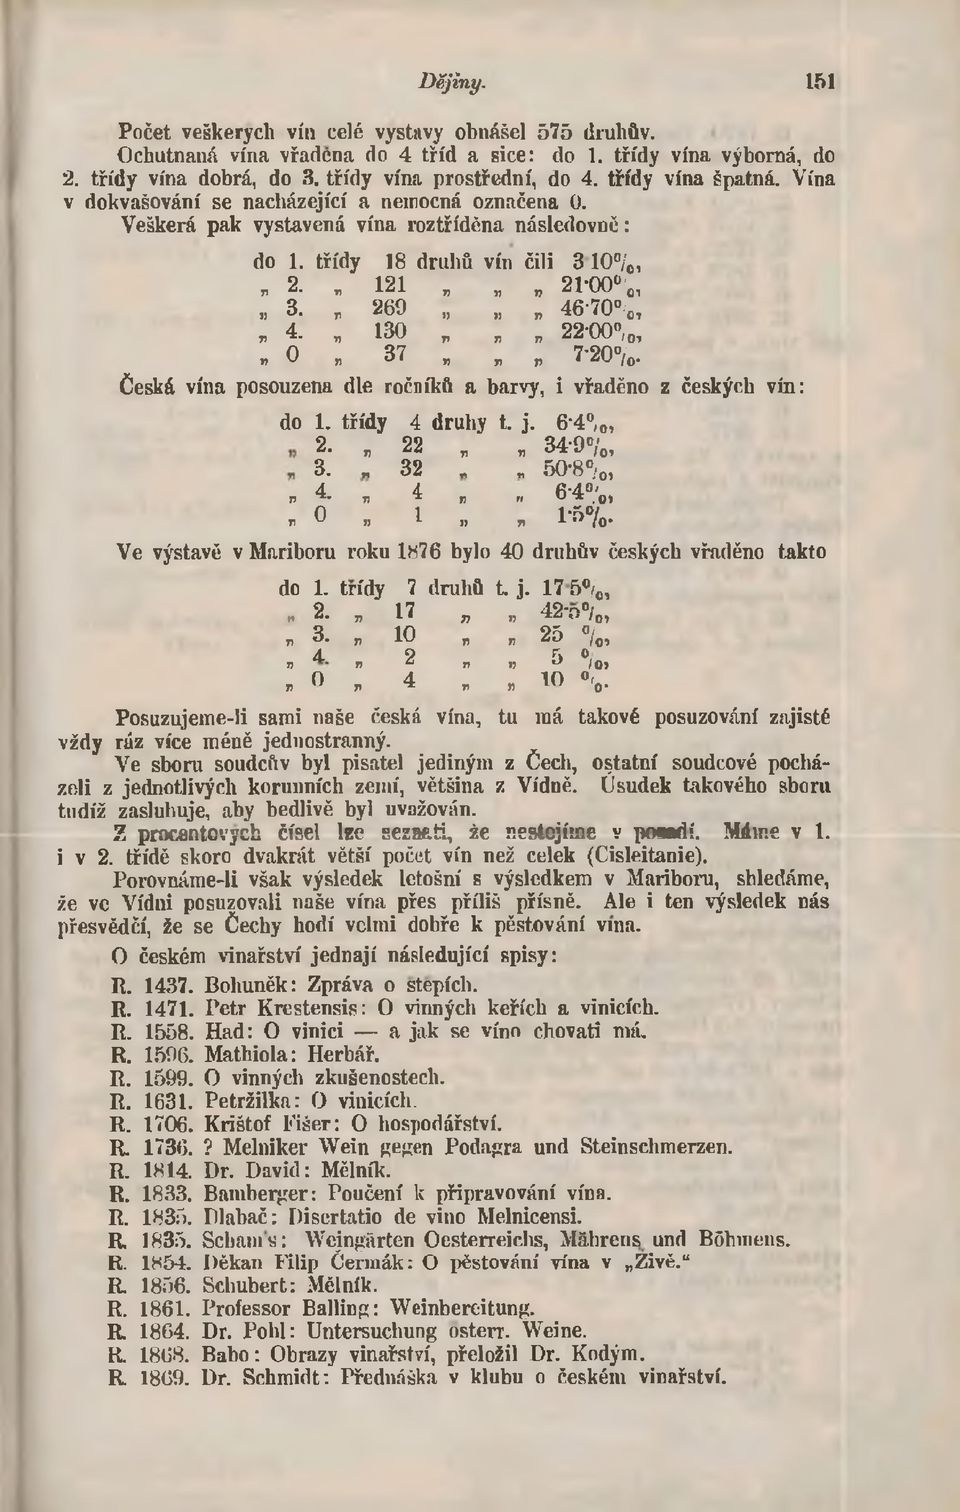 Dějiny. 151
Počet veškerých vín celé vystavy obnášel 575 druhův.
Ochutnaná vína vřaděna do 4 tříd a sice: do 1. třídy vína výborná, do
2. třídy vína dobrá, do 3. třídy vína prostřední, do 4. třídy vína špatná. Vína
v dokvašování se nacházející a nemocná označena 0.
Veškerá pak vystavená vína roztříděna následovně:
do 1. třídy 18 druhů vín čili 3·10%,
„ 2. „ 121 „ „ „ 21·00%,
„ 3. „ 269 „ „ „ 46·70%,
„ 4. „ 130 „ „ „ 22·00%,
„ 0 „ 37 „ „ „ 7·20%.
Česká vína posouzena dle ročníků a barvy, i vřaděno z českých vín:
do 1. třídy 4 druhy t. j. 6·4%,
„ 2. „ 22 „ „ 34·9%,
„ 3. „ 32 „ „ 50·8%,
„ 4. „ 4 „ „ 6·4%,
„ 0 „ 1 „ „ 1·5%.
Ve výstavě v Mariboru roku 1876 bylo 40 druhův českých vřaděno takto
do 1. třídy 7 druhů t. j. 17·5%,
„ 2. „ 17 „ „ 42·5%,
„ 3. „ 10 „ „ 25 %,
„ 4. „ 2 „ „ 5 %,
„ 0 „ 4 „ „ 10 %.
Posuzujeme-li sami naše česká vína, tu má takové posuzování zajisté
vždy ráz více méně jednostranný.
Ve sboru soudcův byl pisatel jediným z Čech, ostatní soudcové pochá-
zeli z jednotlivých korunních zemí, většina z Vídně. Úsudek takového sboru
tudíž zasluhuje, aby bedlivě byl uvažován.
Z procentových čísel lze seznati, že nestojíme v pozadí. Máme v 1.
i v 2. třídě skoro dvakrát větší počet vín než celek (Cisleitanie).
Porovnáme-li však výsledek letošní s výsledkem v Mariboru, shledáme,
že ve Vídni posuzovali naše vína přes příliš přísně. Ale i ten výsledek nás
přesvědčí, že se Čechy hodí velmi dobře k pěstování vína.
O českém vinařství jednají následující spisy:
R. 1437. Bohuněk: Zpráva o štěpích.
R. 1471. Petr Krestensis: O vinných keřích a vinicích.
R. 1558. Had: O vinici — a jak se víno chovati má.
R. 1596. Mathiola: Herbář.
R. 1599. O vinných zkušenostech.
R. 1631. Petržilka: O vinicích.
R. 1706. Krištof Fišer: O hospodářství.
R. 1736. ? Melniker Wein gegen Podagra und Steinschmerzen.
R. 1814. Dr. David: Mělník.
R. 1833. Bamberger: Poučení k připravování vína.
R. 1835. Dlabač: Disertatio de vino Melnicensi.
R. 1835. Scham's: Weingärten Oesterreichs, Mährens und Böhmens.
R. 1854. Děkan Filip Čermák: O pěstování vína v „Živě.“
R. 1856. Schubert: Mělník.
R. 1861. Professor Balling: Weinbereitung.
R. 1864. Dr. Pohl: Untersuchung österr. Weine.
R. 1868. Babo: Obrazy vinařství, přeložil Dr. Kodým.
R. 1869. Dr. Schmidt: Přednáška v klubu o českém vinařství.